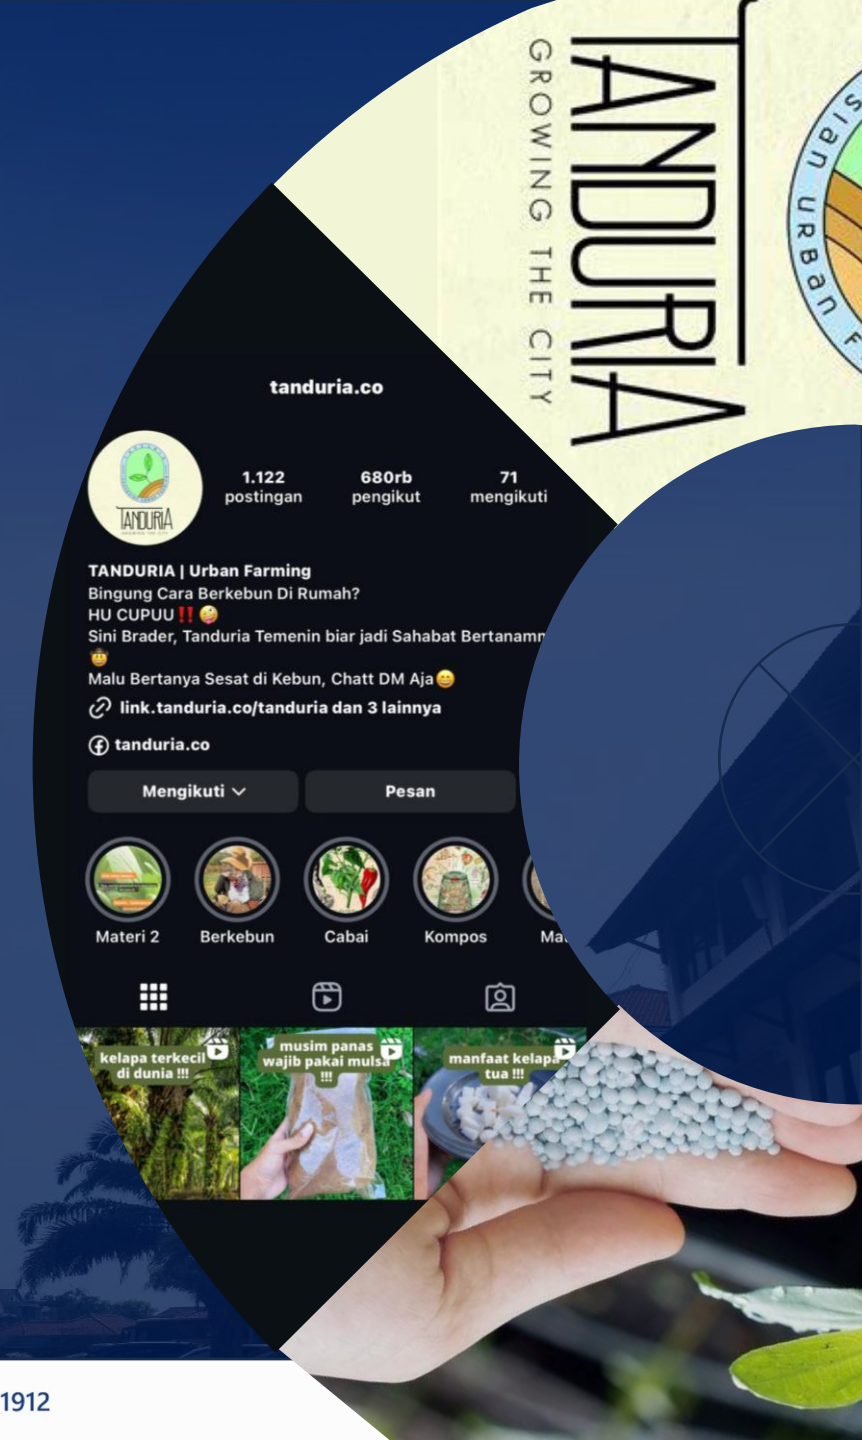 TANDURIA
GROWING THE CITY
sian URBan F
tanduria.co
1.122
postingan
680rb
pengikut
71
mengikuti
TANDURIA
TANDURIA | Urban Farming
Bingung Cara Berkebun Di Rumah?
HU CUPUU‼️🤪
Sini Brader, Tanduria Temenin biar jadi Sahabat Bertanamn
🤠
Malu Bertanya Sesat di Kebun, Chatt DM Aja😄
link.tanduria.co/tanduria dan 3 lainnya
tanduria.co
Mengikuti
Pesan
Materi 2
Berkebun
Cabai
Kompos
Ma
kelapa terkecil
di dunia !!!
musim panas
wajib pakai mulsa
!!!
manfaat kelapa
tua !!!
1912